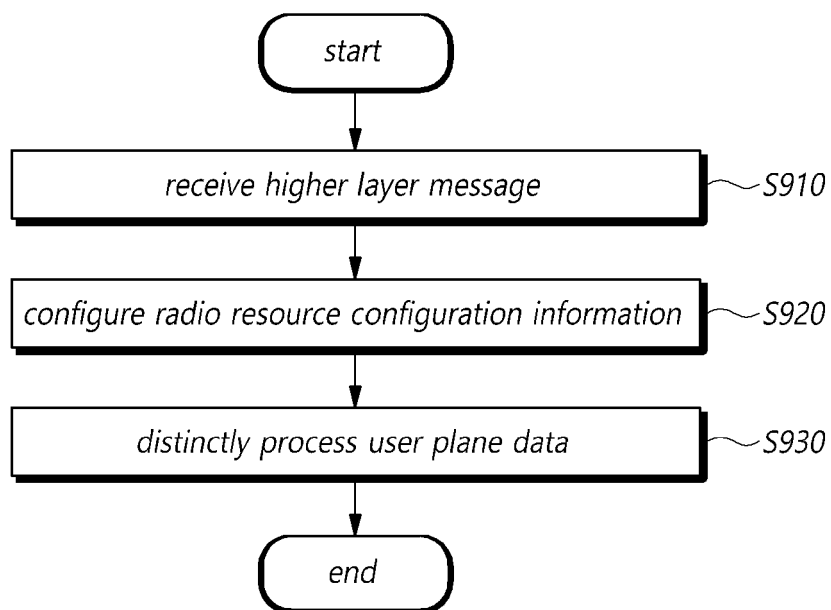 start
receive higher layer message
S910
configure radio resource configuration information
S920
distinctly process user plane data
S930
end